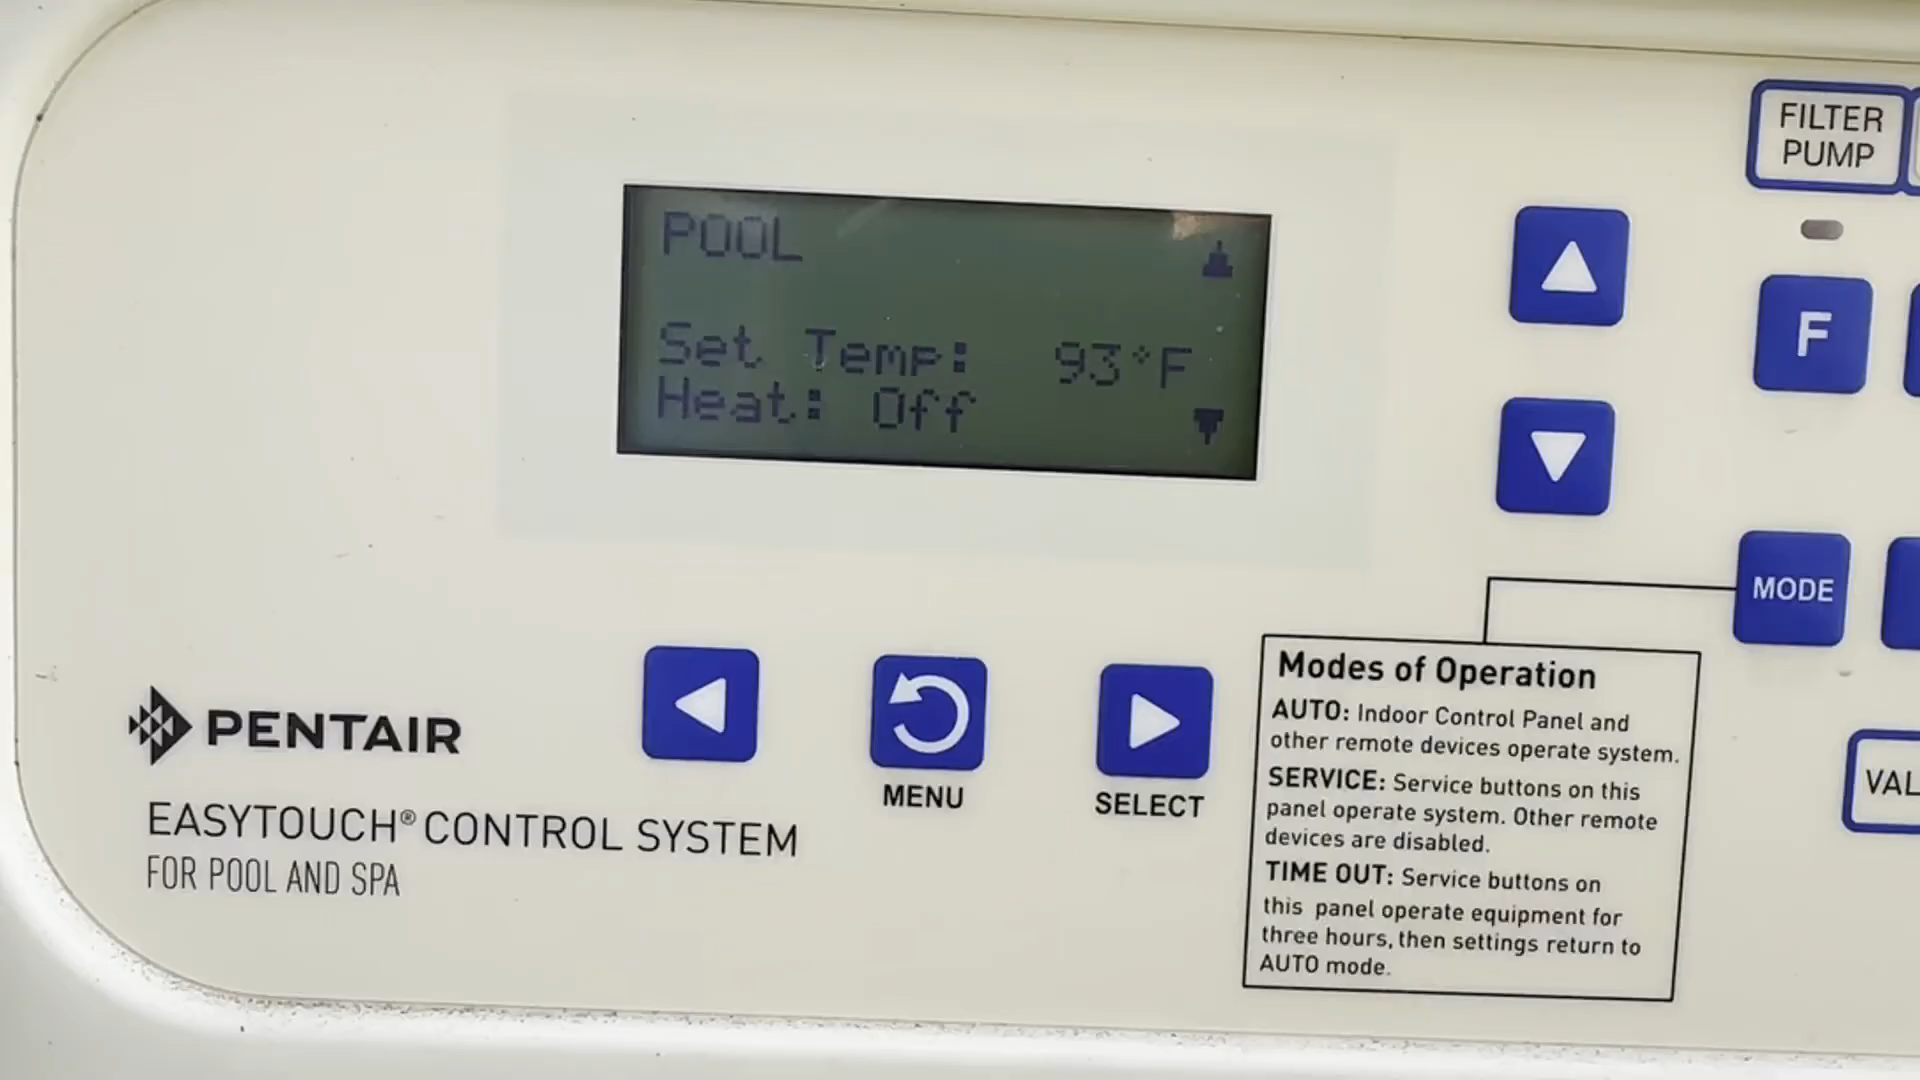 POOL
Set Temp: 93°F
Heat: Off
FILTER
PUMP
F
MODE
MENU
SELECT
PENTAIR
EASYTOUCH® CONTROL SYSTEM
FOR POOL AND SPA
Modes of Operation
AUTO: Indoor Control Panel and
other remote devices operate system.
SERVICE: Service buttons on this
panel operate system. Other remote
devices are disabled.
TIME OUT: Service buttons on
this panel operate equipment for
three hours, then settings return to
AUTO mode.